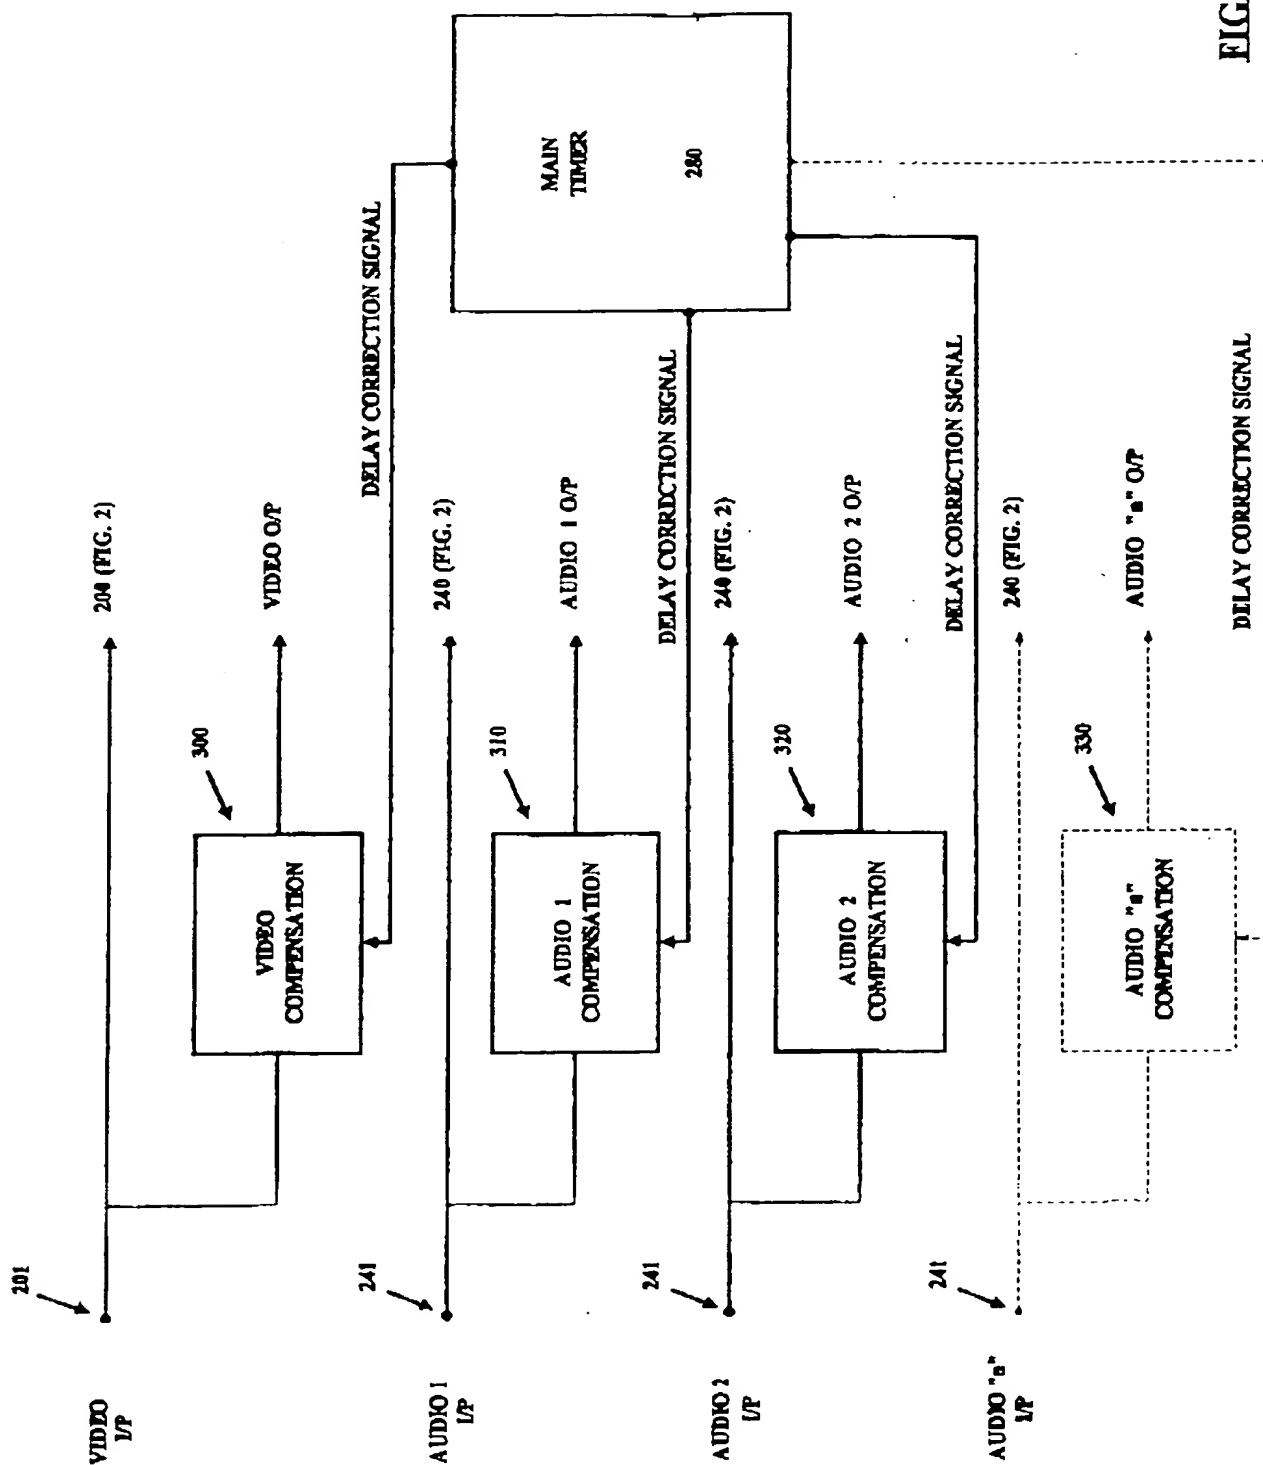 VIDEO
I/P
201
200 (FIG. 2)
VIDEO
COMPENSATION
300
VIDEO O/P
DELAY CORRECTION SIGNAL
AUDIO 1
I/P
241
240 (FIG. 2)
AUDIO 1
COMPENSATION
310
AUDIO 1 O/P
DELAY CORRECTION SIGNAL
MAIN
TIMER
280
AUDIO 2
I/P
241
240 (FIG. 2)
AUDIO 2
COMPENSATION
320
AUDIO 2 O/P
DELAY CORRECTION SIGNAL
AUDIO "n"
I/P
241
240 (FIG. 2)
AUDIO "n"
COMPENSATION
330
AUDIO "n" O/P
DELAY CORRECTION SIGNAL
FIG